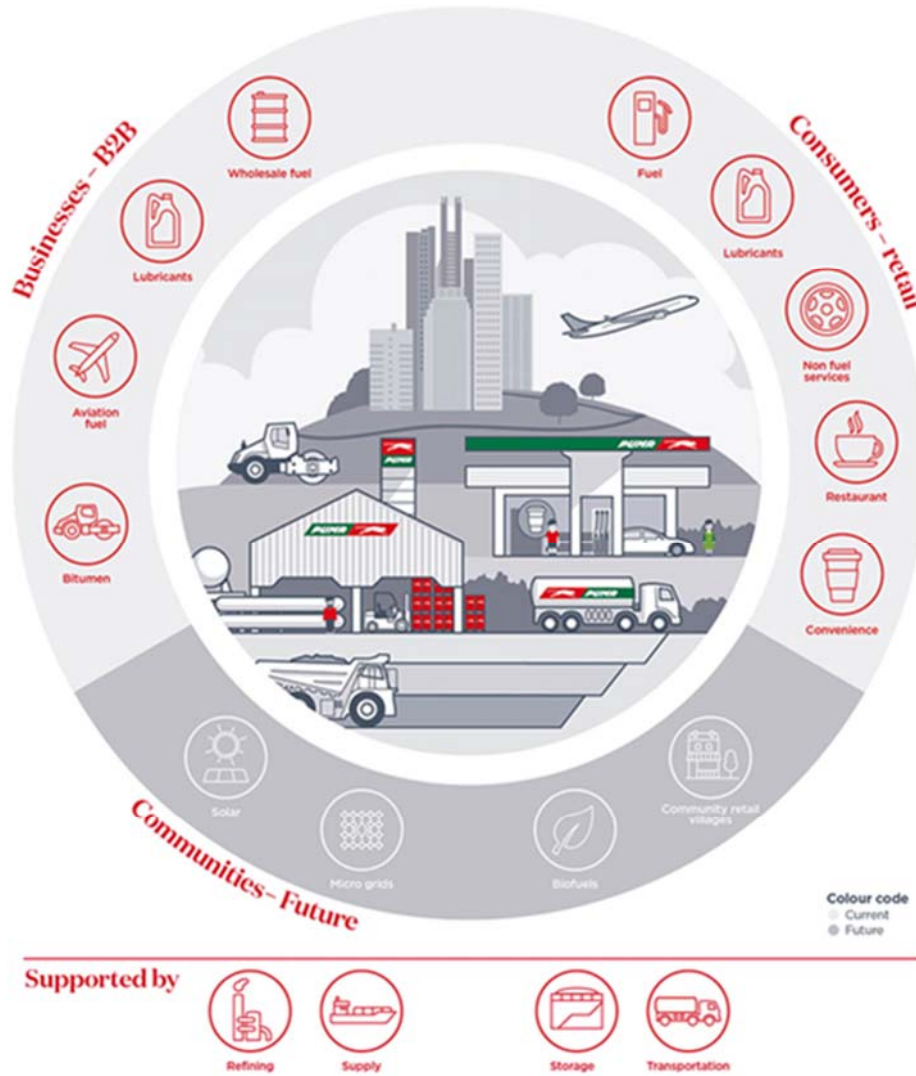 Businesses – B2B
Wholesale fuel
Lubricants
Aviation
fuel
Bitumen
Consumers – retail
Fuel
Lubricants
Non fuel
services
Restaurant
Convenience
PUMA
PUMA
PUMA
PUMA
Communities – Future
Solar
Micro grids
Biofuels
Community retail
villages
Colour code
Current
Future
Supported by
Refining
Supply
Storage
Transportation